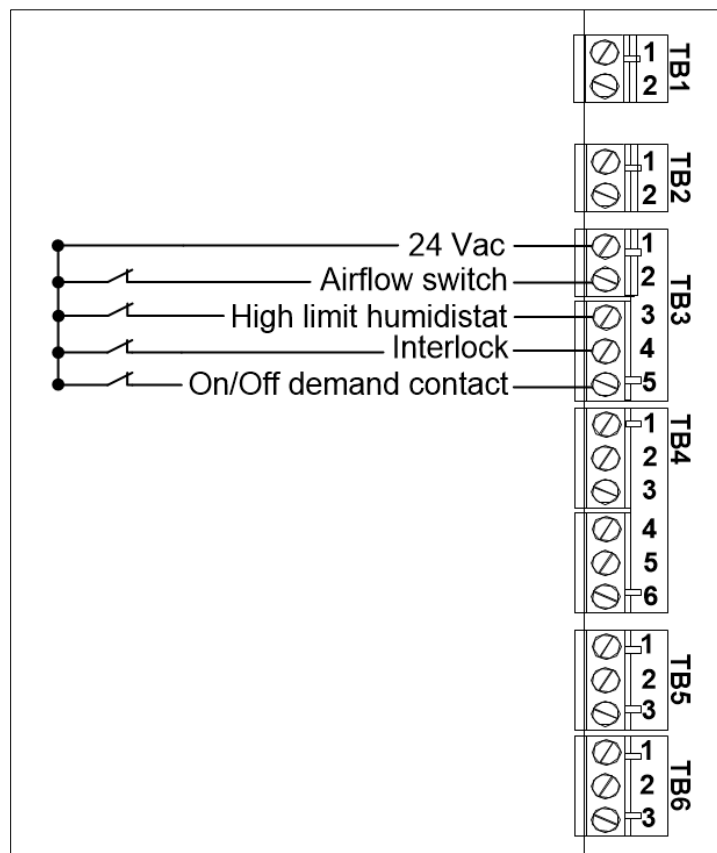 1
2
TB1
1
2
TB2
24 Vac 1
Airflow switch 2
High limit humidistat 3
Interlock 4
On/Off demand contact 5
TB3
1
2
3
4
5
6
TB4
1
2
3
TB5
1
2
3
TB6